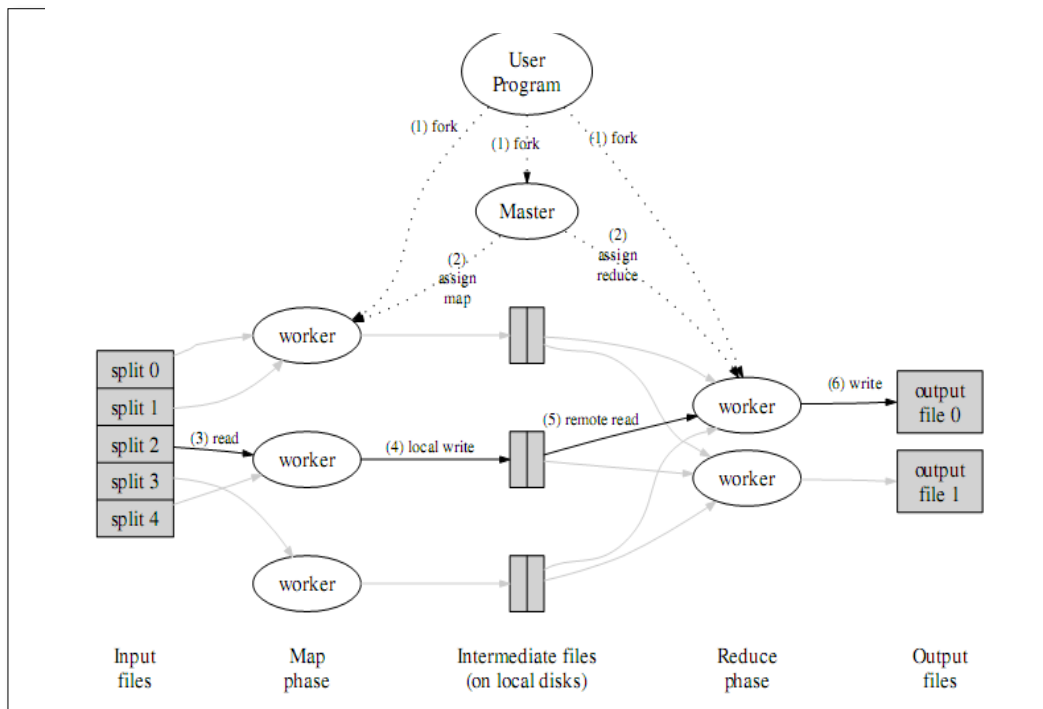 User
Program
(1) fork
(1) fork
(1) fork
Master
(2)
assign
map
(2)
assign
reduce
worker
split 0
split 1
split 2
split 3
split 4
(3) read
worker
(4) local write
(5) remote read
worker
(6) write
output
file 0
worker
output
file 1
worker
Input
files
Map
phase
Intermediate files
(on local disks)
Reduce
phase
Output
files